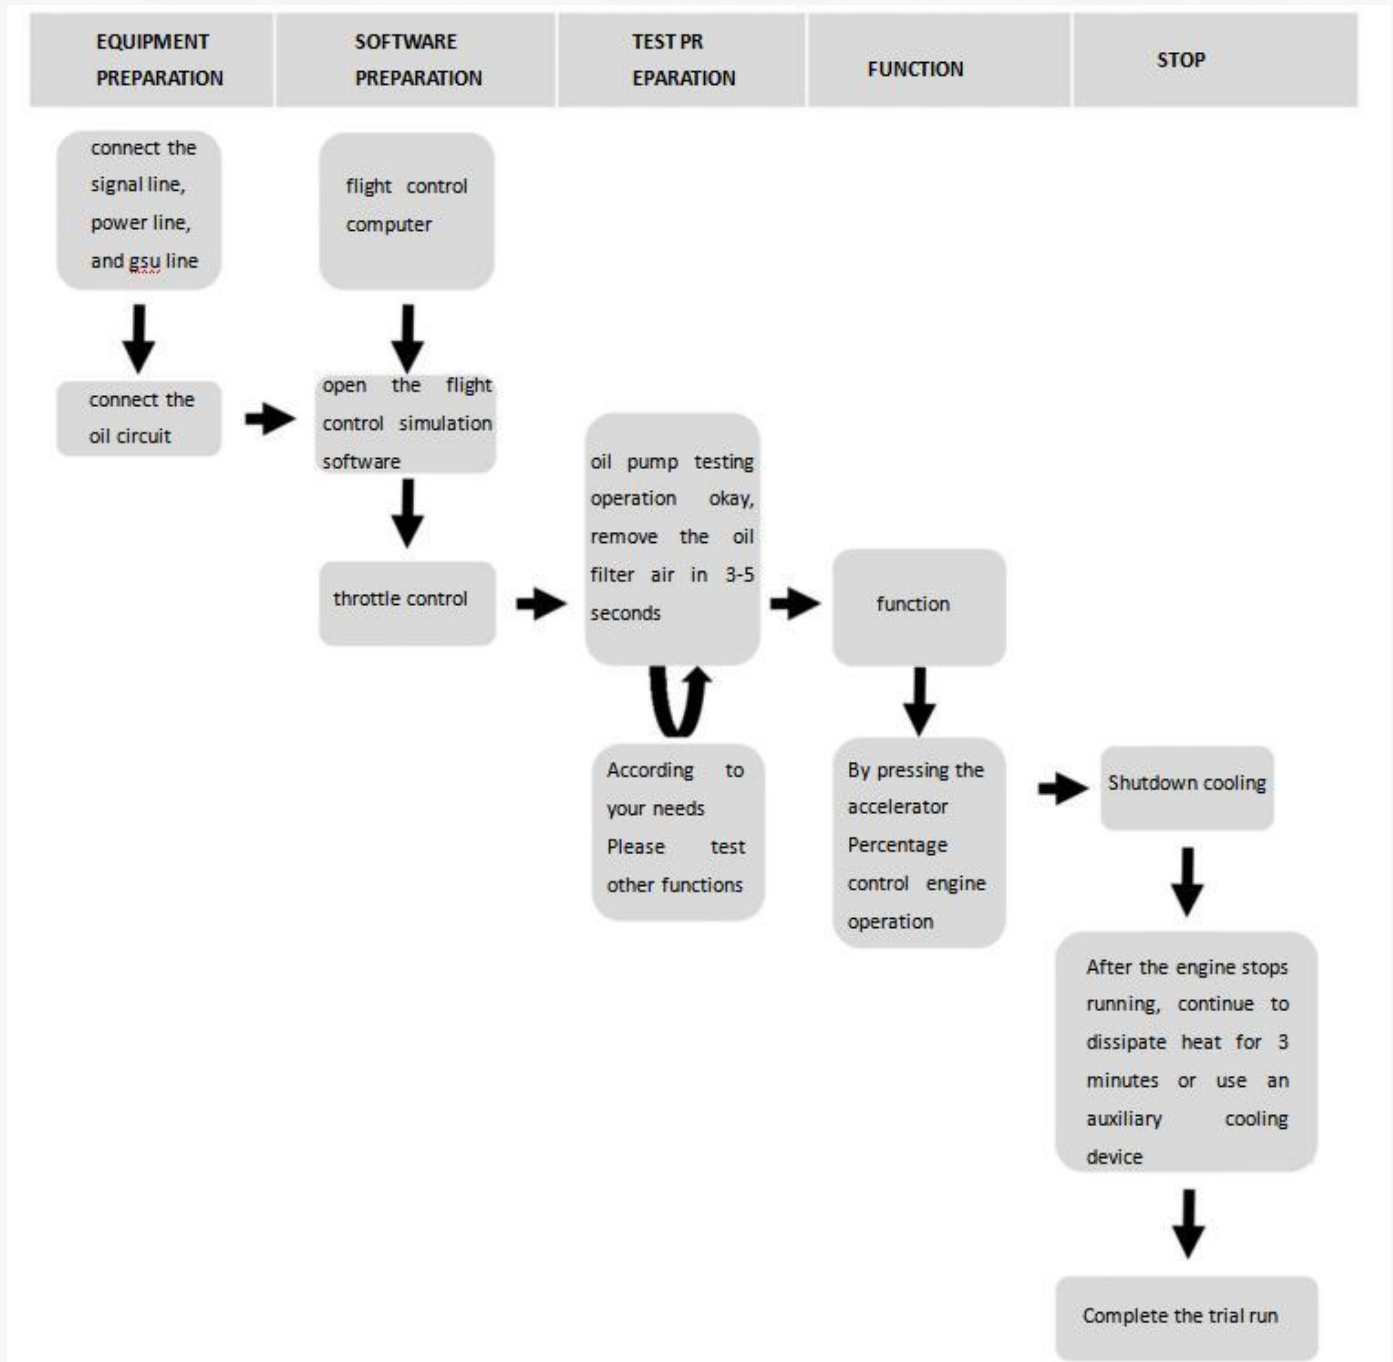 EQUIPMENT
PREPARATION
SOFTWARE
PREPARATION
TEST PR
EPARATION
FUNCTION
STOP
connect the
signal line,
power line,
and gsu line
connect the
oil circuit
flight control
computer
open the flight
control simulation
software
throttle control
oil pump testing
operation okay,
remove the oil
filter air in 3-5
seconds
According to
your needs
Please test
other functions
function
By pressing the
accelerator
Percentage
control engine
operation
Shutdown cooling
After the engine stops
running, continue to
dissipate heat for 3
minutes or use an
auxiliary cooling
device
Complete the trial run